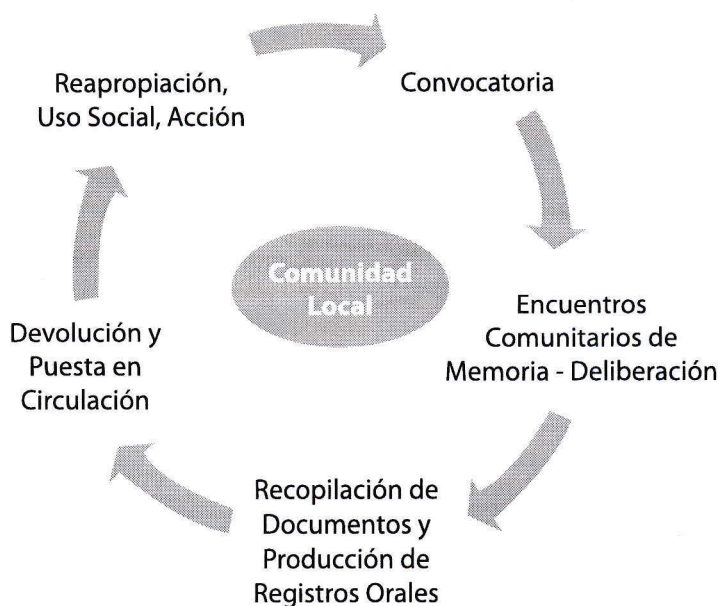 Convocatoria
Encuentros
Comunitarios de
Memoria - Deliberación
Recopilación de
Documentos y
Producción de
Registros Orales
Devolución y
Puesta en
Circulación
Reapropiación,
Uso Social, Acción
Comunidad
Local